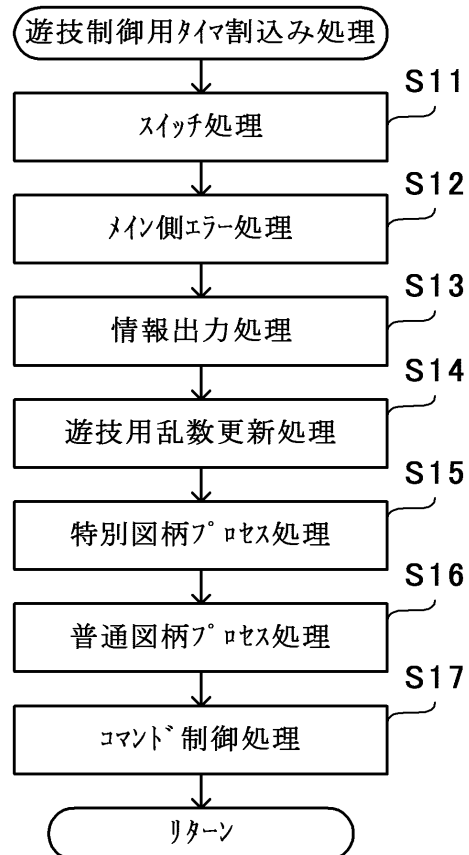 遊技制御用ﾀｲﾏ割込み処理
S11
ｽｲｯﾁ処理
S12
ﾒｲﾝ側ｴﾗｰ処理
S13
情報出力処理
S14
遊技用乱数更新処理
S15
特別図柄ﾌﾟﾛｾｽ処理
S16
普通図柄ﾌﾟﾛｾｽ処理
S17
ｺﾏﾝﾄﾞ制御処理
ﾘﾀｰﾝ